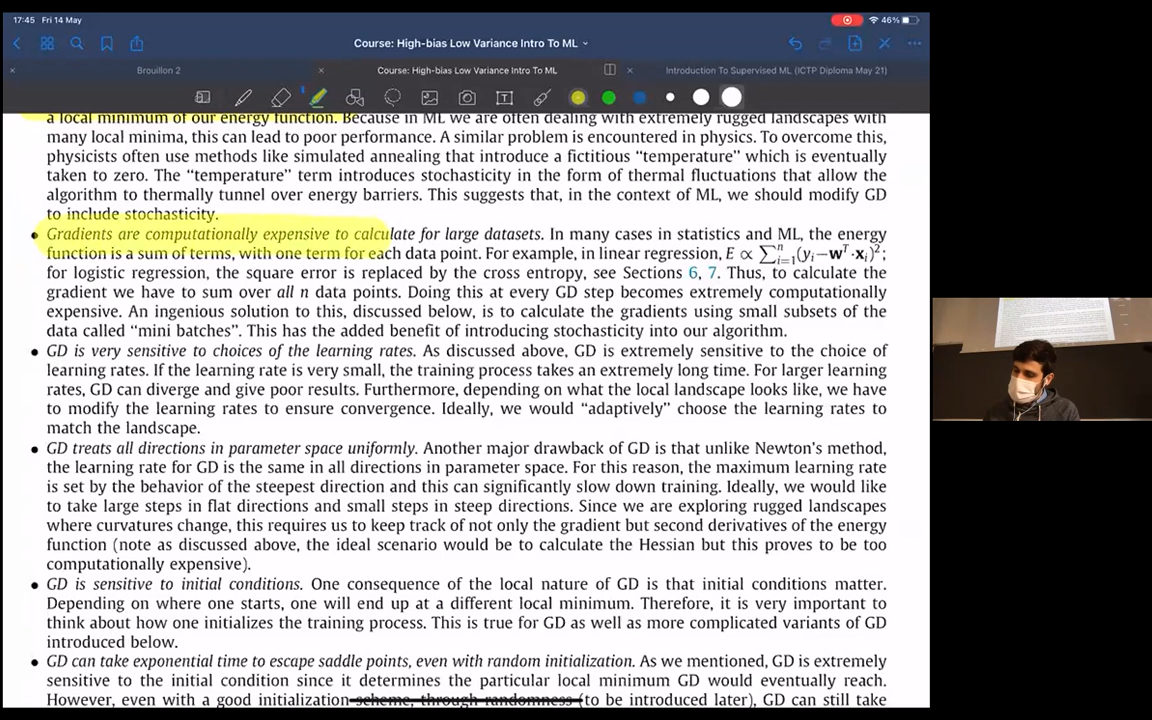 17:45 Fri 14 May
46%
Course: High-bias Low Variance Intro To ML
Brouillon 2
Course: High-bias Low Variance Intro To ML
Introduction To Supervised ML (ICTP Diploma May 21)
a local minimum of our energy function. Because in ML we are often dealing with extremely rugged landscapes with
many local minima, this can lead to poor performance. A similar problem is encountered in physics. To overcome this,
physicists often use methods like simulated annealing that introduce a fictitious “temperature” which is eventually
taken to zero. The “temperature” term introduces stochasticity in the form of thermal fluctuations that allow the
algorithm to thermally tunnel over energy barriers. This suggests that, in the context of ML, we should modify GD
to include stochasticity.
• Gradients are computationally expensive to calculate for large datasets. In many cases in statistics and ML, the energy
function is a sum of terms, with one term for each data point. For example, in linear regression, E ∝ ∑ⁿᵢ₌₁(yᵢ−wᵀ·xᵢ)²;
for logistic regression, the square error is replaced by the cross entropy, see Sections 6, 7. Thus, to calculate the
gradient we have to sum over all n data points. Doing this at every GD step becomes extremely computationally
expensive. An ingenious solution to this, discussed below, is to calculate the gradients using small subsets of the
data called “mini batches”. This has the added benefit of introducing stochasticity into our algorithm.
• GD is very sensitive to choices of the learning rates. As discussed above, GD is extremely sensitive to the choice of
learning rates. If the learning rate is very small, the training process takes an extremely long time. For larger learning
rates, GD can diverge and give poor results. Furthermore, depending on what the local landscape looks like, we have
to modify the learning rates to ensure convergence. Ideally, we would “adaptively” choose the learning rates to
match the landscape.
• GD treats all directions in parameter space uniformly. Another major drawback of GD is that unlike Newton’s method,
the learning rate for GD is the same in all directions in parameter space. For this reason, the maximum learning rate
is set by the behavior of the steepest direction and this can significantly slow down training. Ideally, we would like
to take large steps in flat directions and small steps in steep directions. Since we are exploring rugged landscapes
where curvatures change, this requires us to keep track of not only the gradient but second derivatives of the energy
function (note as discussed above, the ideal scenario would be to calculate the Hessian but this proves to be too
computationally expensive).
• GD is sensitive to initial conditions. One consequence of the local nature of GD is that initial conditions matter.
Depending on where one starts, one will end up at a different local minimum. Therefore, it is very important to
think about how one initializes the training process. This is true for GD as well as more complicated variants of GD
introduced below.
• GD can take exponential time to escape saddle points, even with random initialization. As we mentioned, GD is extremely
sensitive to the initial condition since it determines the particular local minimum GD would eventually reach.
However, even with a good initialization scheme, through randomness (to be introduced later), GD can still take